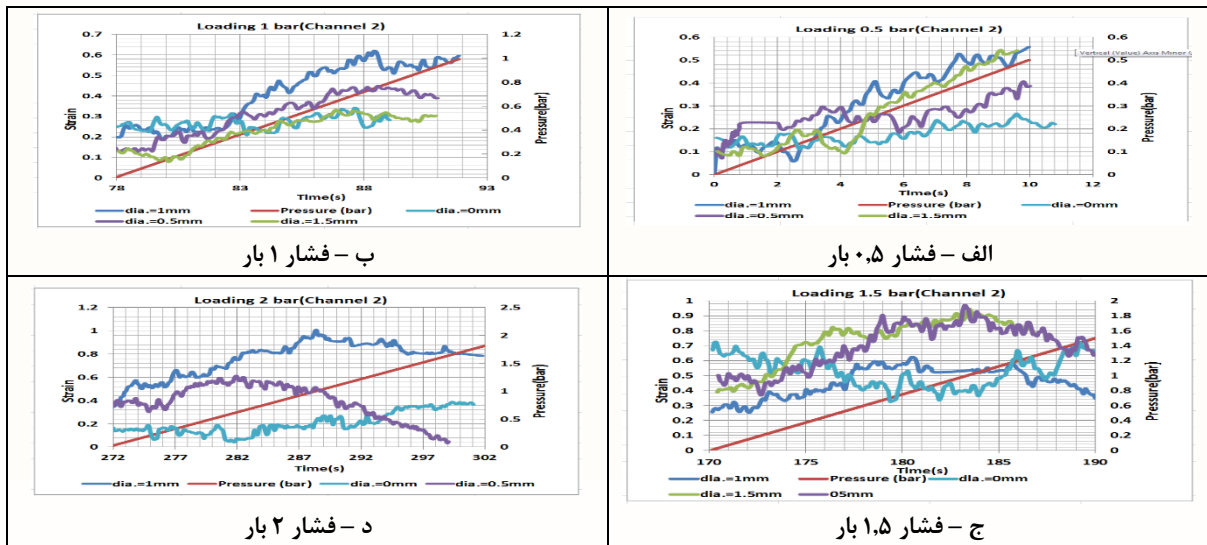 Loading 0.5 bar(Channel 2)
Strain
0.6
0.5
0.4
0.3
0.2
0.1
0
0 2 4 6 8 10 12
Time(s)
0.6
0.5
0.4
0.3
0.2
0.1
0
Pressure(bar)
Vertical (Value) Axis Minor G
dia.=1mm Pressure (bar) dia.=0mm
dia.=0.5mm dia.=1.5mm
الف – فشار ۰٫۵ بار
Loading 1 bar(Channel 2)
Strain
0.7
0.6
0.5
0.4
0.3
0.2
0.1
0
78 83 88 93
Time(s)
1.2
1
0.8
0.6
0.4
0.2
0
Pressure(bar)
dia.=1mm Pressure (bar) dia.=0mm
dia.=0.5mm dia.=1.5mm
ب – فشار ۱ بار
Loading 1.5 bar(Channel 2)
Strain
1
0.9
0.8
0.7
0.6
0.5
0.4
0.3
0.2
0.1
0
170 175 180 185 190
Time(s)
2
1.8
1.6
1.4
1.2
1
0.8
0.6
0.4
0.2
0
Pressure(bar)
dia.=1mm Pressure (bar) dia.=0mm
dia.=1.5mm 05mm
ج – فشار ۱٫۵ بار
Loading 2 bar(Channel 2)
Strain
1.2
1
0.8
0.6
0.4
0.2
0
272 277 282 287 292 297 302
Time(s)
2.5
2
1.5
1
0.5
0
Pressure(bar)
dia.=1mm Pressure (bar) dia.=0mm dia.=0.5mm
د – فشار ۲ بار